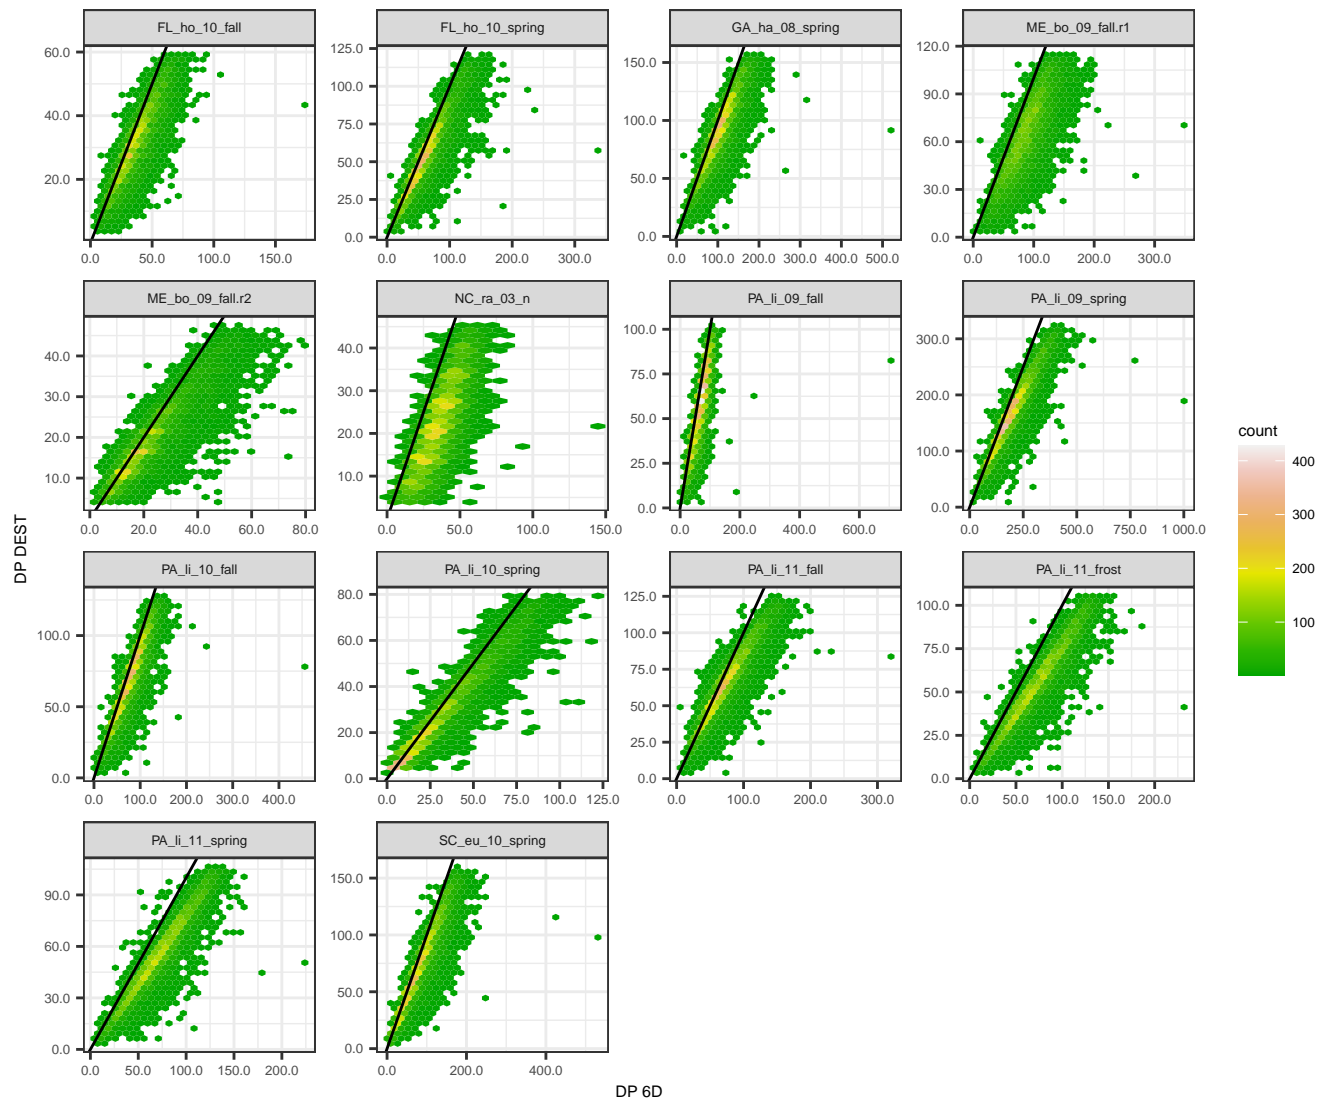 FL_ho_10_fall FL_ho_10_spring GA_ha_08_spring ME_bo_09_fall.r1
60.0 40.0 20.0
125.0 100.0 75.0 50.0 25.0 0.0
150.0 100.0 50.0 0.0
120.0 90.0 60.0 30.0 0.0
0.0 50.0 100.0 150.0
0.0 100.0 200.0 300.0
0.0 100.0 200.0 300.0 400.0 500.0
0.0 100.0 200.0 300.0
ME_bo_09_fall.r2 NC_ra_03_n PA_li_09_fall PA_li_09_spring
40.0 30.0 20.0 10.0
40.0 30.0 20.0 10.0
100.0 75.0 50.0 25.0 0.0
300.0 200.0 100.0 0.0
0.0 20.0 40.0 60.0 80.0
0.0 50.0 100.0 150.0
0.0 200.0 400.0 600.0
0.0 250.0 500.0 750.0 1 000.0
PA_li_10_fall PA_li_10_spring PA_li_11_fall PA_li_11_frost
100.0 50.0 0.0
80.0 60.0 40.0 20.0 0.0
125.0 100.0 75.0 50.0 25.0 0.0
100.0 75.0 50.0 25.0 0.0
0.0 100.0 200.0 300.0 400.0
0.0 25.0 50.0 75.0 100.0 125.0
0.0 100.0 200.0 300.0
0.0 50.0 100.0 150.0 200.0
PA_li_11_spring SC_eu_10_spring
90.0 60.0 30.0 0.0
150.0 100.0 50.0 0.0
0.0 50.0 100.0 150.0 200.0
0.0 200.0 400.0
DP DEST
DP 6D
count
400
300
200
100